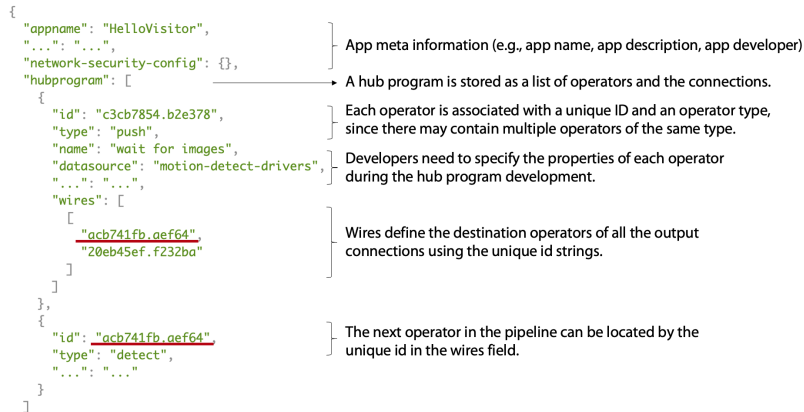 {
"appname": "HelloVisitor",
"...": "...",
"network-security-config": {},
App meta information (e.g., app name, app description, app developer)
"hubprogram": [
A hub program is stored as a list of operators and the connections.
{
"id": "c3cb7854.b2e378",
"type": "push",
Each operator is associated with a unique ID and an operator type,
since there may contain multiple operators of the same type.
"name": "wait for images",
"datasource": "motion-detect-drivers",
"...": "...",
Developers need to specify the properties of each operator
during the hub program development.
"wires": [
[
"acb741fb.aef64",
"20eb45ef.f232ba"
]
]
Wires define the destination operators of all the output
connections using the unique id strings.
},
{
"id": "acb741fb.aef64",
"type": "detect",
"...": "..."
The next operator in the pipeline can be located by the
unique id in the wires field.
}
]